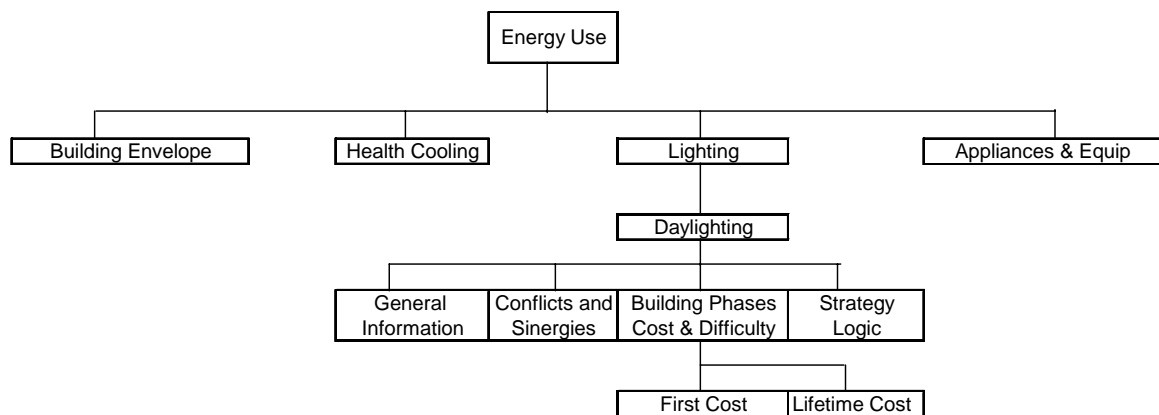 Energy Use
Building Envelope
Health Cooling
Lighting
Appliances & Equip
Daylighting
General
Information
Conflicts and
Sinergies
Building Phases
Cost & Difficulty
Strategy
Logic
First Cost
Lifetime Cost